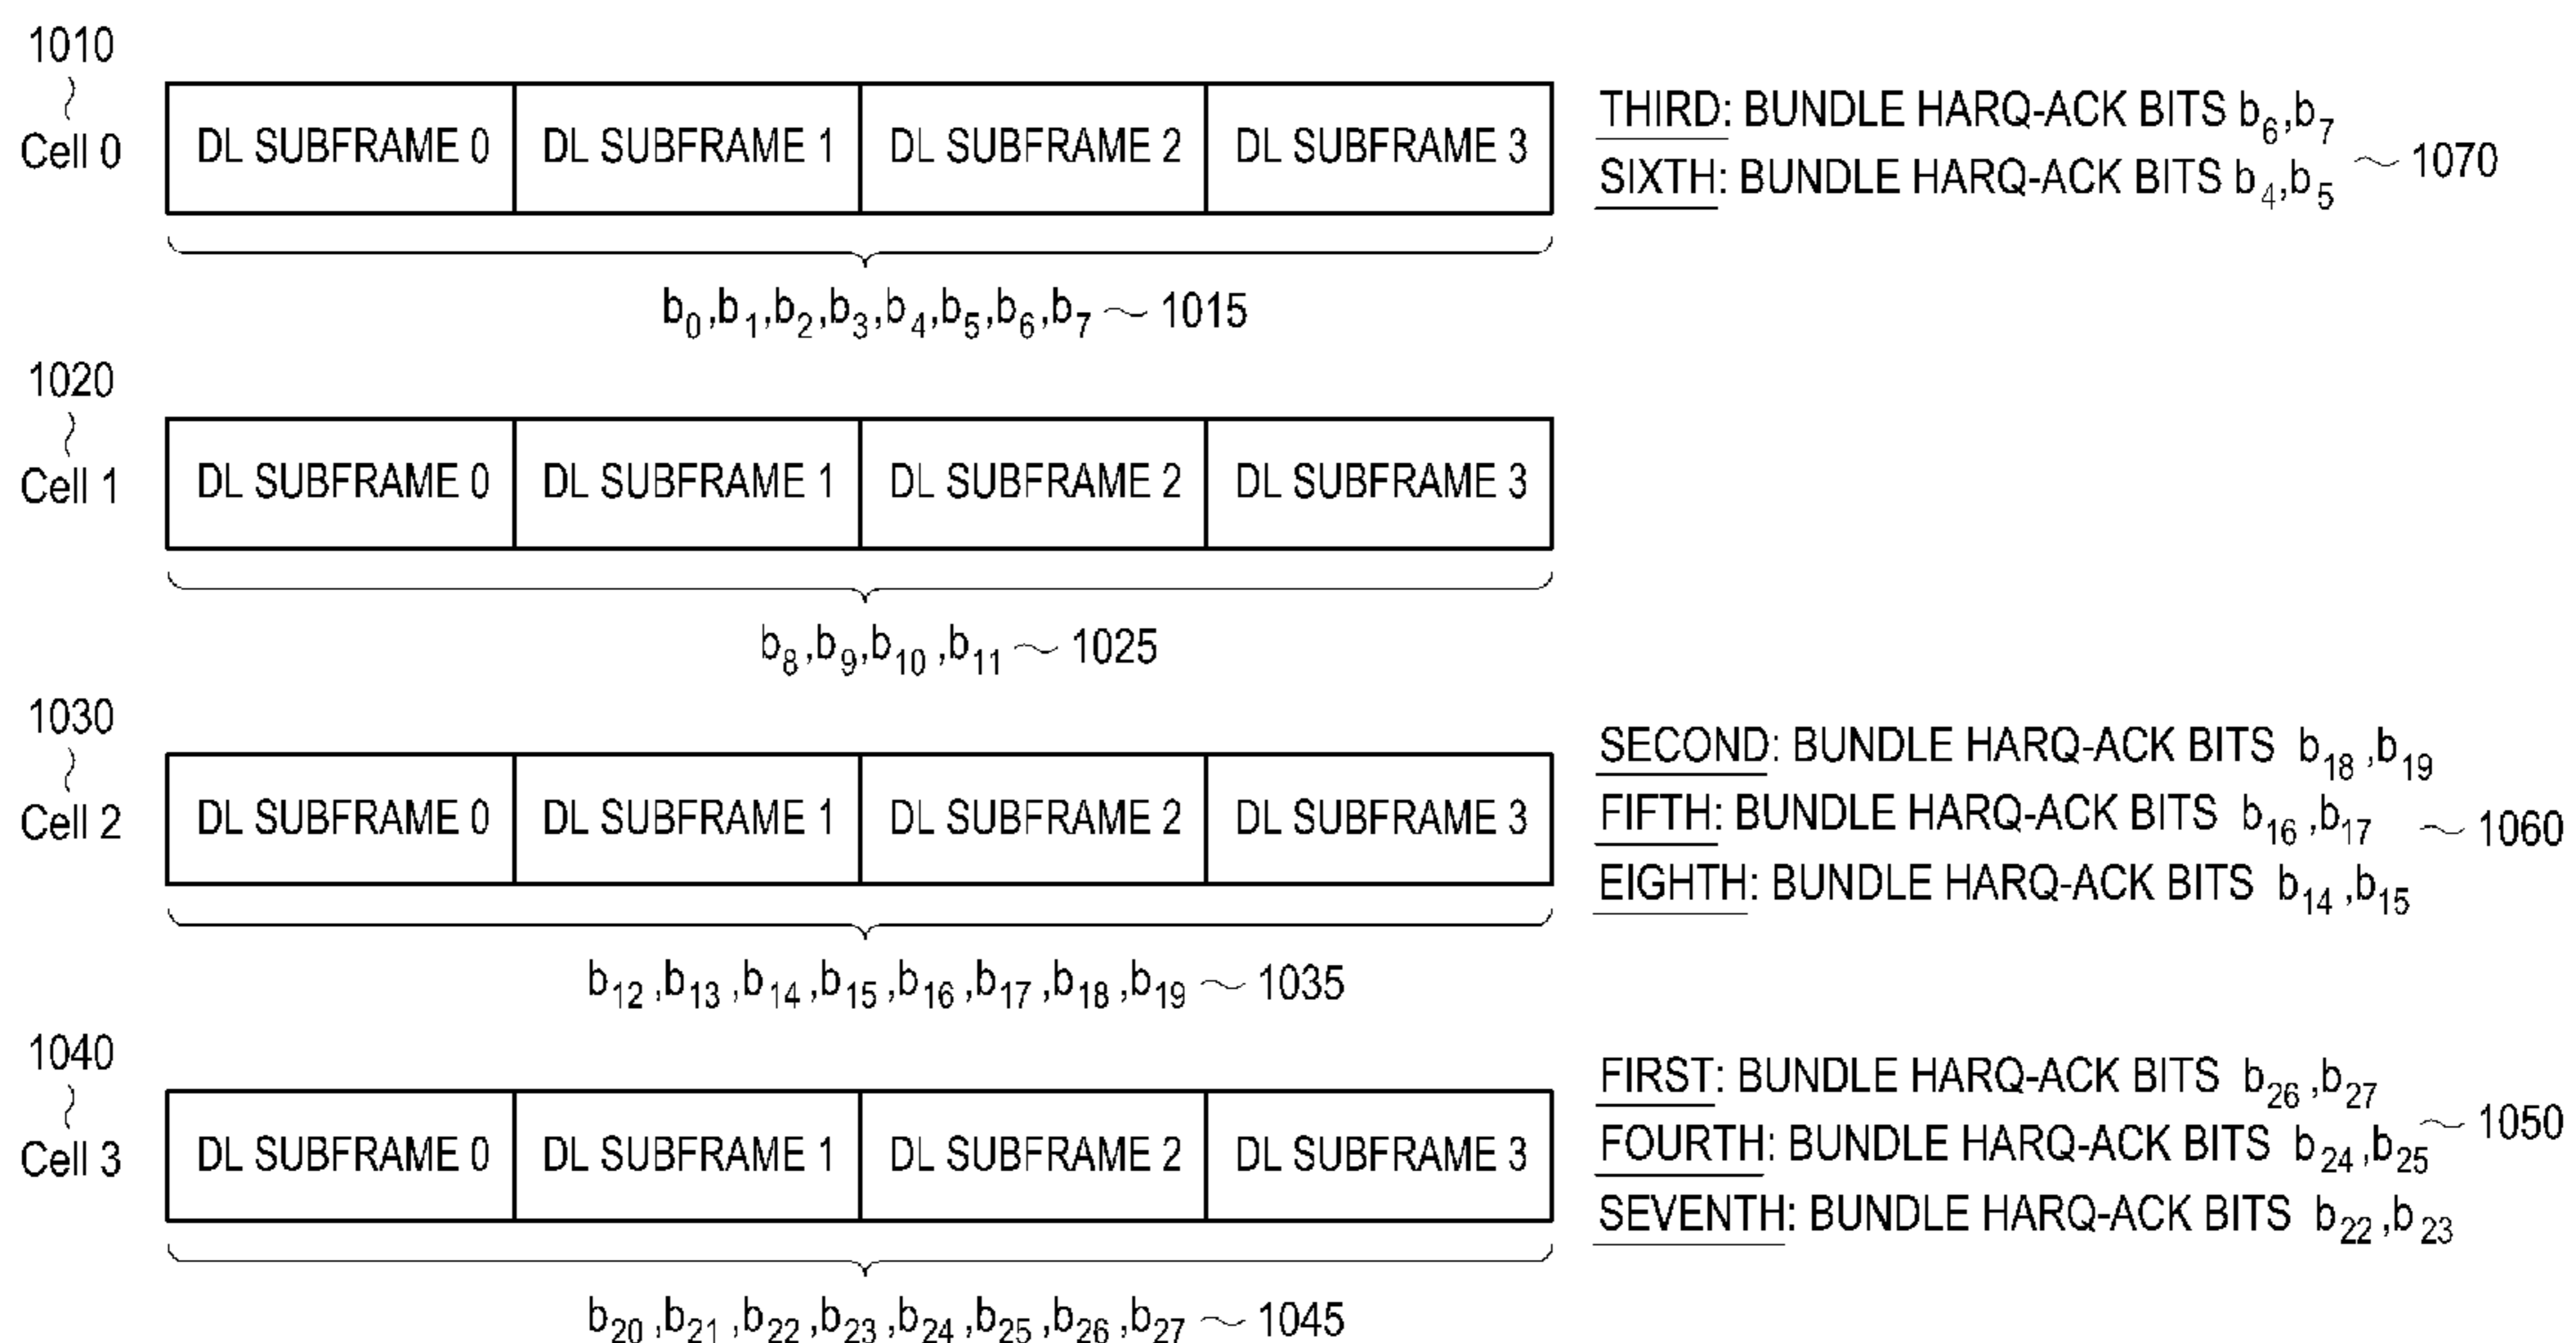 1010
Cell 0
DL SUBFRAME 0 DL SUBFRAME 1 DL SUBFRAME 2 DL SUBFRAME 3
THIRD: BUNDLE HARQ-ACK BITS b6,b7
SIXTH: BUNDLE HARQ-ACK BITS b4,b5
1070
b0,b1,b2,b3,b4,b5,b6,b7 ~ 1015
1020
Cell 1
DL SUBFRAME 0 DL SUBFRAME 1 DL SUBFRAME 2 DL SUBFRAME 3
b8,b9,b10,b11 ~ 1025
1030
Cell 2
DL SUBFRAME 0 DL SUBFRAME 1 DL SUBFRAME 2 DL SUBFRAME 3
SECOND: BUNDLE HARQ-ACK BITS b18,b19
FIFTH: BUNDLE HARQ-ACK BITS b16,b17 ~ 1060
EIGHTH: BUNDLE HARQ-ACK BITS b14,b15
b12,b13,b14,b15,b16,b17,b18,b19 ~ 1035
1040
Cell 3
DL SUBFRAME 0 DL SUBFRAME 1 DL SUBFRAME 2 DL SUBFRAME 3
FIRST: BUNDLE HARQ-ACK BITS b26,b27
FOURTH: BUNDLE HARQ-ACK BITS b24,b25 ~ 1050
SEVENTH: BUNDLE HARQ-ACK BITS b22,b23
b20,b21,b22,b23,b24,b25,b26,b27 ~ 1045